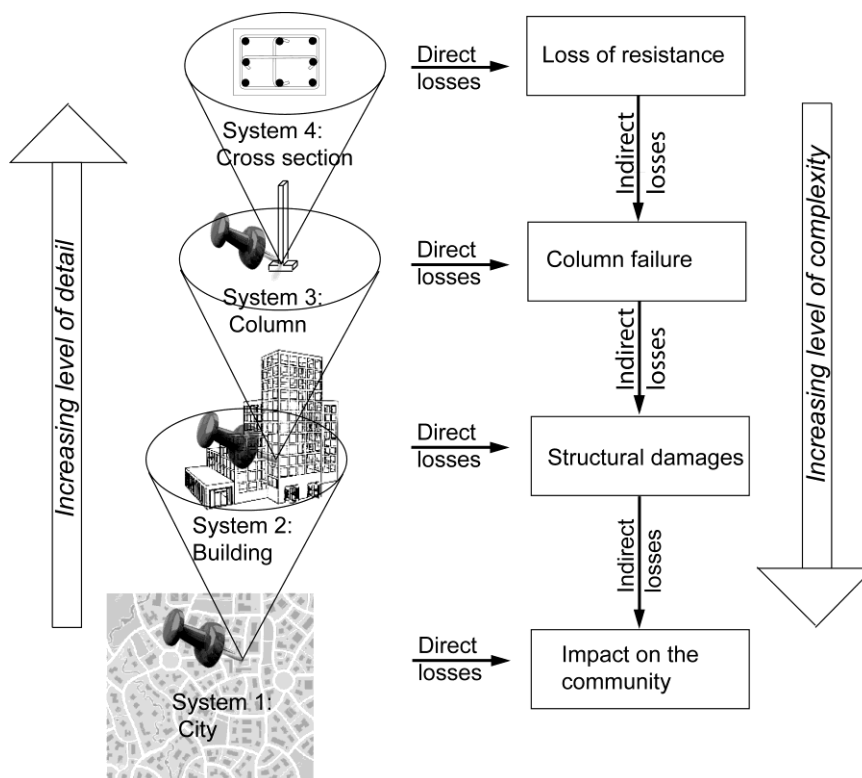 Direct
losses
Loss of resistance
System 4:
Cross section
Indirect
losses
Direct
losses
Column failure
System 3:
Column
Indirect
losses
Direct
losses
Structural damages
System 2:
Building
Indirect
losses
Direct
losses
Impact on the
community
System 1:
City
Increasing level of detail
Increasing level of complexity